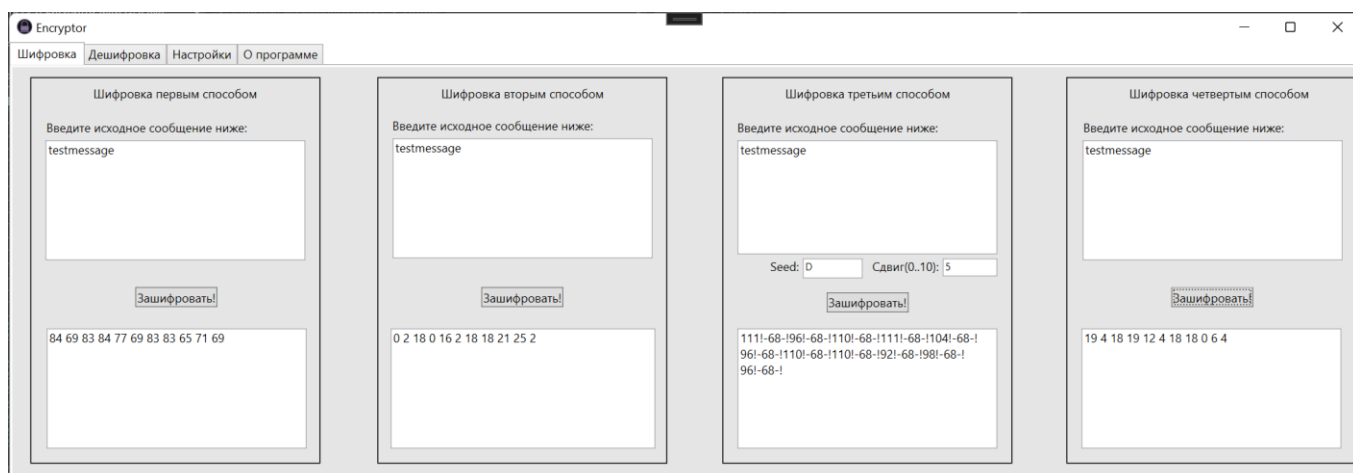 Encryptor
Шифровка Дешифровка Настройки О программе
Шифровка первым способом
Введите исходное сообщение ниже:
testmessage
Зашифровать!
84 69 83 84 77 69 83 83 65 71 69
Шифровка вторым способом
Введите исходное сообщение ниже:
testmessage
Зашифровать!
0 2 18 0 16 2 18 18 21 25 2
Шифровка третьим способом
Введите исходное сообщение ниже:
testmessage
Seed: D Сдвиг(0..10): 5
Зашифровать!
111!-68-!96!-68-!110!-68-!111!-68-!104!-68-!
96!-68-!110!-68-!110!-68-!92!-68-!98!-68-!
96!-68-!
Шифровка четвертым способом
Введите исходное сообщение ниже:
testmessage
Зашифровать!
19 4 18 19 12 4 18 18 0 6 4